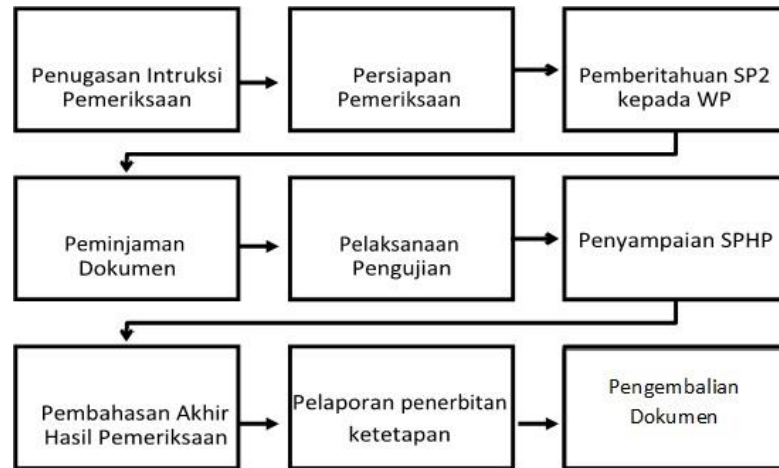 Penugasan Intruksi
Pemeriksaan
Persiapan
Pemeriksaan
Pemberitahuan SP2
kepada WP
Peminjaman
Dokumen
Pelaksanaan
Pengujian
Penyampaian SPHP
Pembahasan Akhir
Hasil Pemeriksaan
Pelaporan penerbitan
ketetapan
Pengembalian
Dokumen